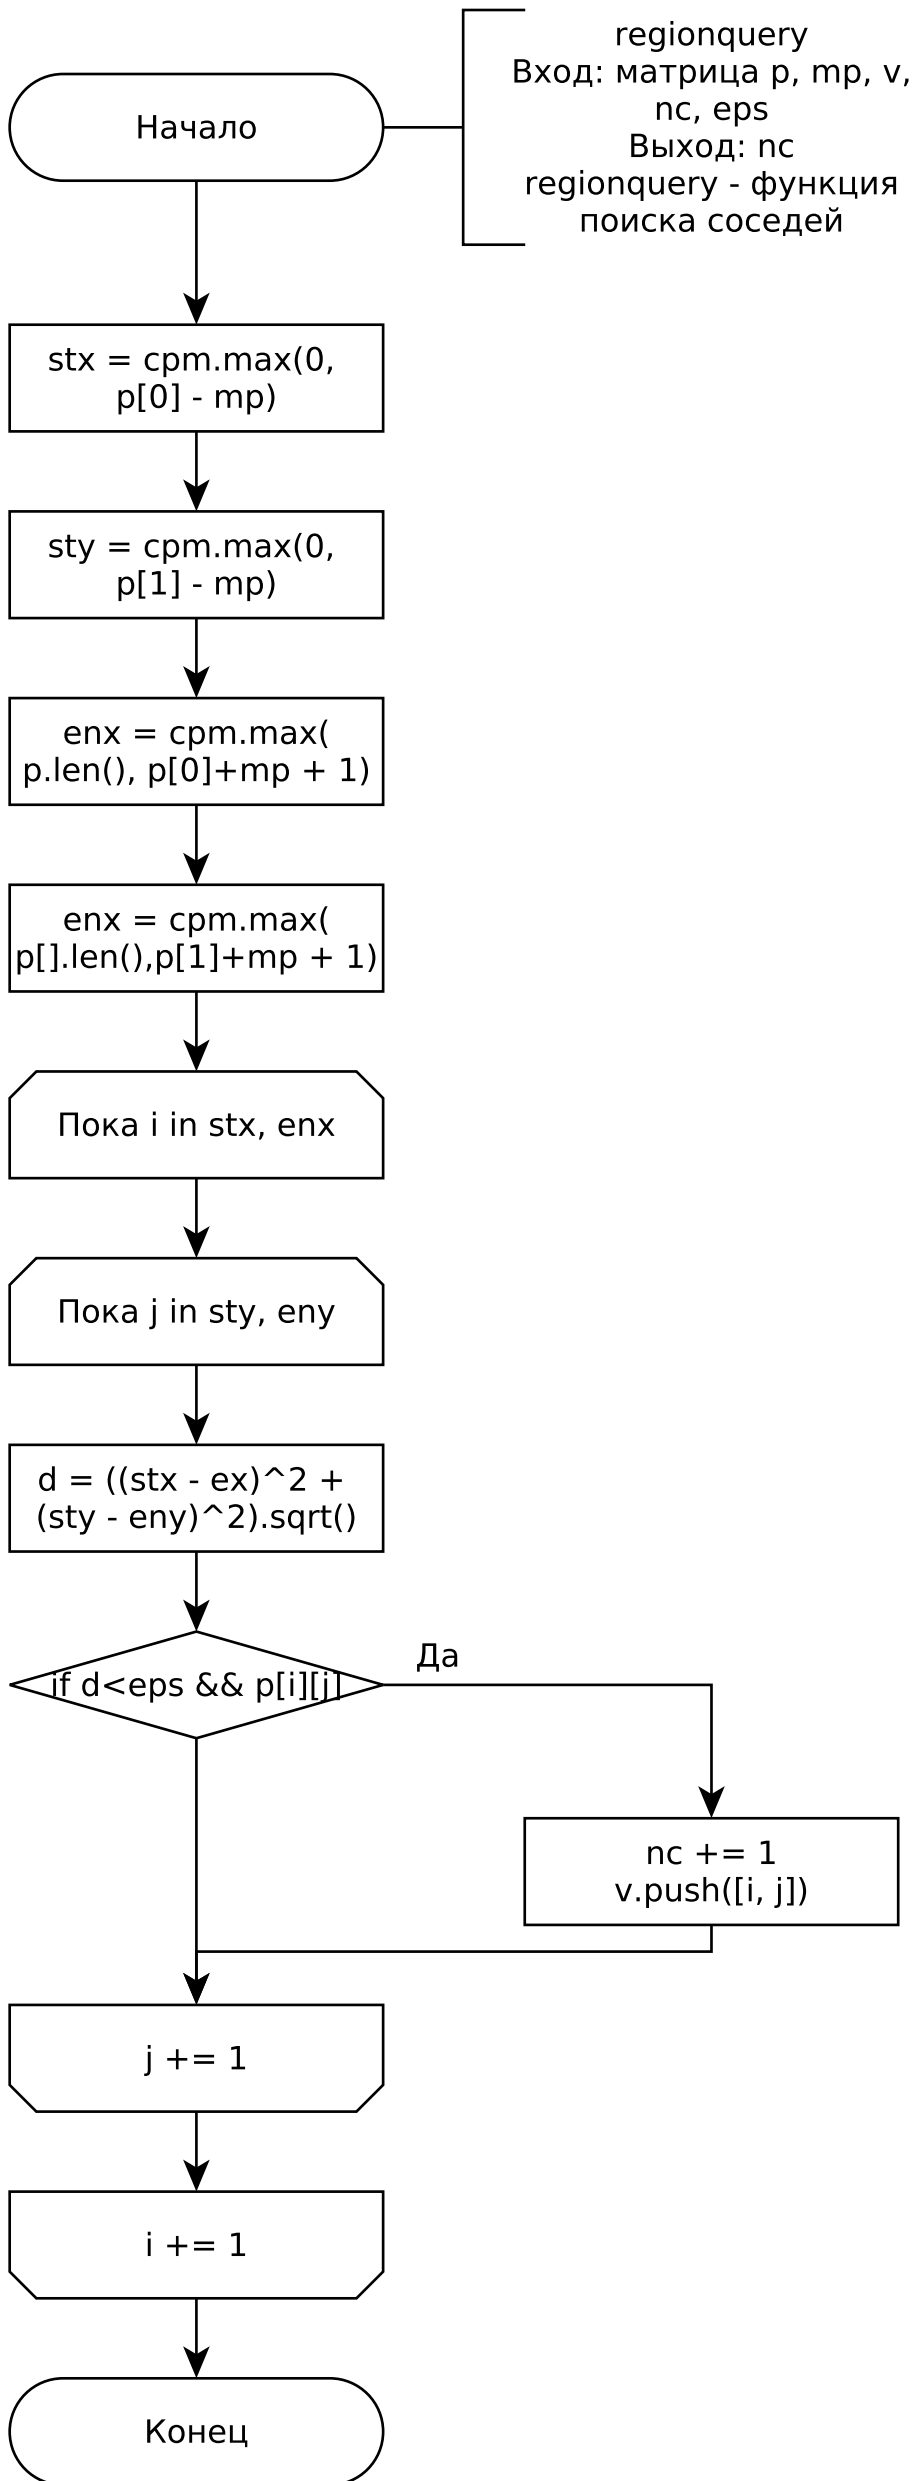 regionquery
Вход: матрица p, mp, v,
nc, eps
Выход: nc
regionquery - функция
поиска соседей
Начало
stx = cpm.max(0,
p[0] - mp)
sty = cpm.max(0,
p[1] - mp)
enx = cpm.max(
p.len(), p[0]+mp + 1)
enx = cpm.max(
p[].len(),p[1]+mp + 1)
Пока i in stx, enx
Пока j in sty, eny
d = ((stx - ex)^2 +
(sty - eny)^2).sqrt()
if d<eps && p[i][j]
Да
nc += 1
v.push([i, j])
j += 1
i += 1
Конец